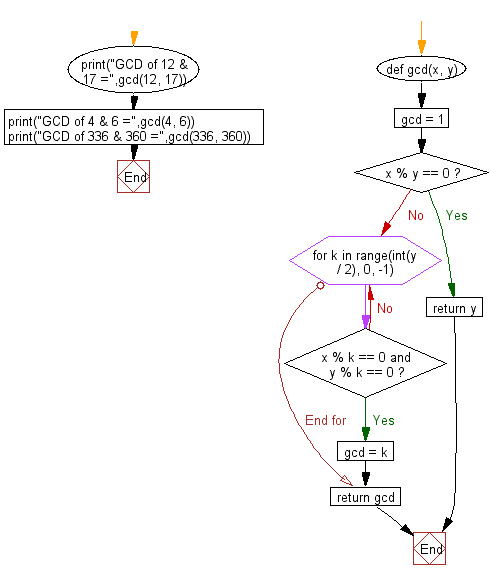 print("GCD of 12 &
17 =",gcd(12, 17))
print("GCD of 4 & 6 =",gcd(4, 6))
print("GCD of 336 & 360 =",gcd(336, 360))
End
def gcd(x, y)
gcd = 1
x % y == 0 ?
No
Yes
for k in range(int(y
/ 2), 0, -1)
return y
No
x % k == 0 and
y % k == 0 ?
End for
Yes
gcd = k
return gcd
End